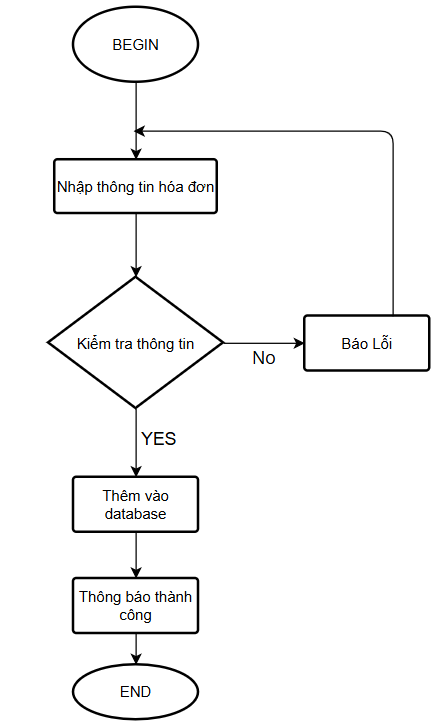 BEGIN
Nhập thông tin hóa đơn
Kiểm tra thông tin
No
Báo Lỗi
YES
Thêm vào
database
Thông báo thành
công
END